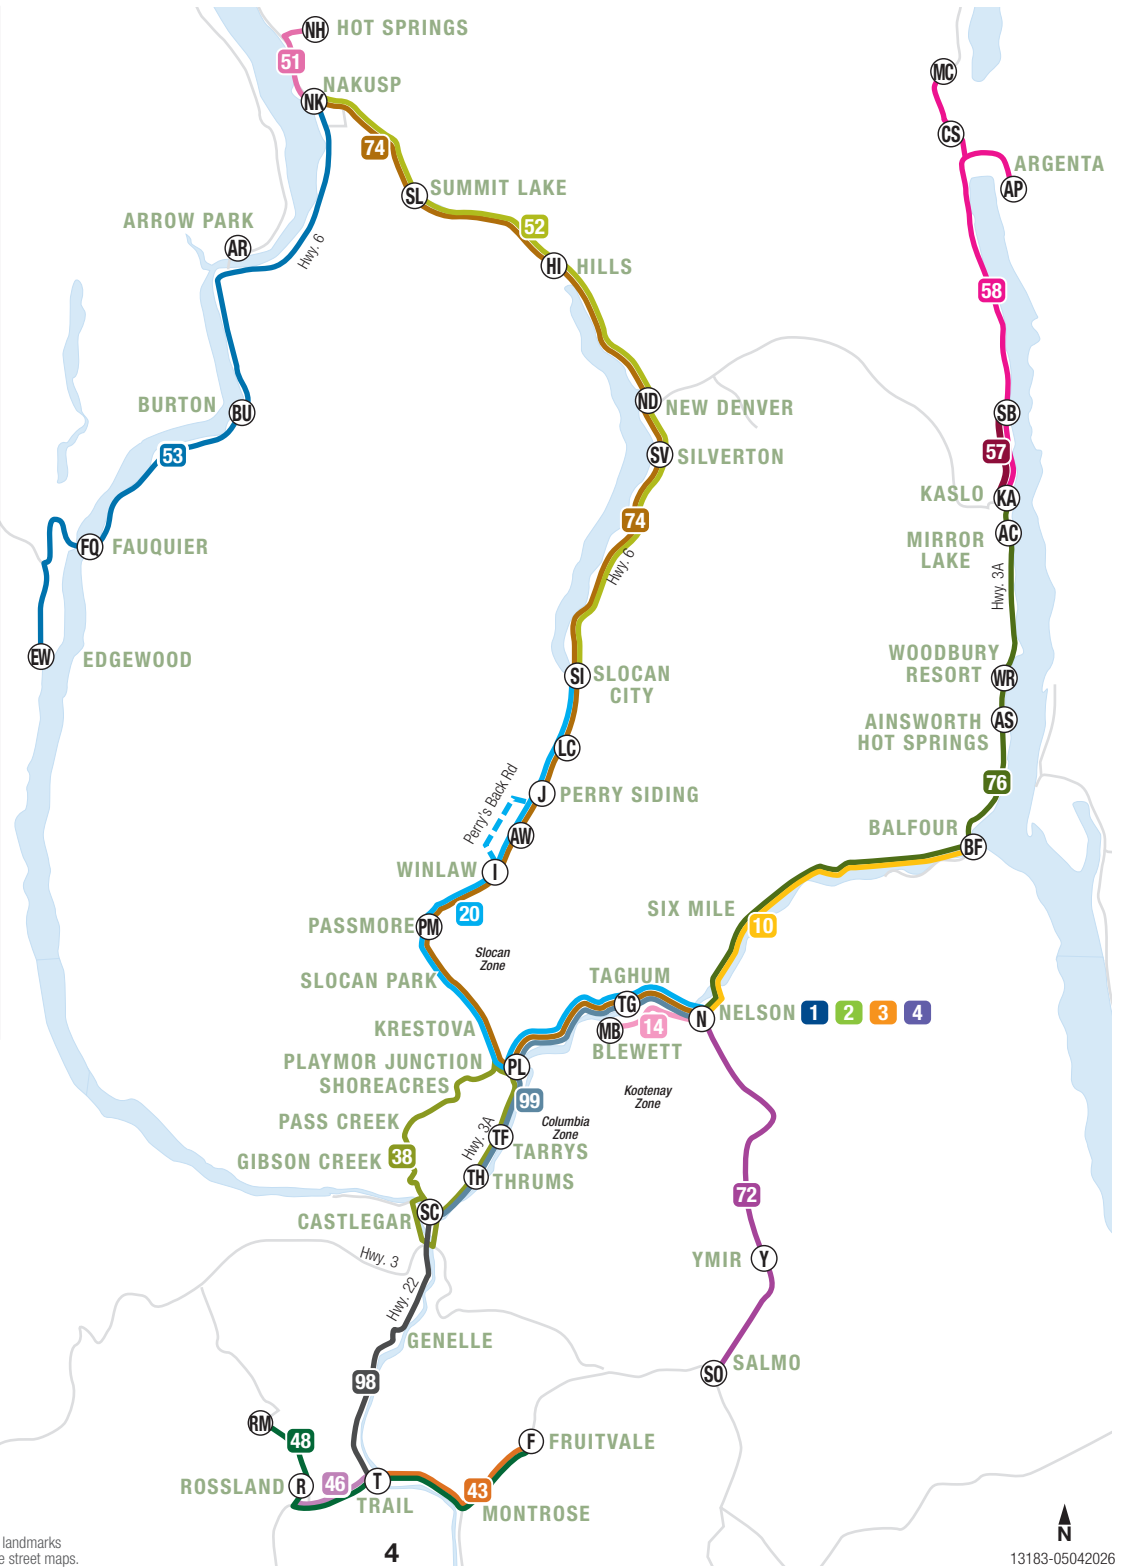 NH HOT SPRINGS
51
NAKUSP
NK
74
SL SUMMIT LAKE
52
ARROW PARK
AR
Hwy. 6
HI HILLS
MC
CS
ARGENTA
AP
58
BURTON BU
53
ND NEW DENVER
SV SILVERTON
74
Hwy. 6
SB
57
KASLO KA
AC
MIRROR
LAKE
Hwy. 3A
FQ FAUQUIER
EW EDGEWOOD
WOODBURY
RESORT WR
SI SLOCAN
CITY
AINSWORTH
HOT SPRINGS
AS
LC
76
Perry's Back Rd
J PERRY SIDING
AW
BALFOUR
BF
WINLAW I
20
PASSMORE PM
SIX MILE
10
Slocan
Zone
SLOCAN PARK
TAGHUM
TG
NELSON 1 2 3 4
N
KRESTOVA
MB
14
BLEWETT
PLAYMOR JUNCTION
PL
SHOREACRES
99
Kootenay
Zone
PASS CREEK
Columbia
Zone
Hwy. 3A
TF
TARRYS
GIBSON CREEK 38
TH THRUMS
72
CASTLEGAR SC
Hwy. 3
YMIR Y
Hwy. 22
GENELLE
SALMO
SO
98
RM
48
F FRUITVALE
ROSSLAND R
46
T
43
TRAIL
MONTROSE
N
landmarks
e street maps.
4
13183-05042026